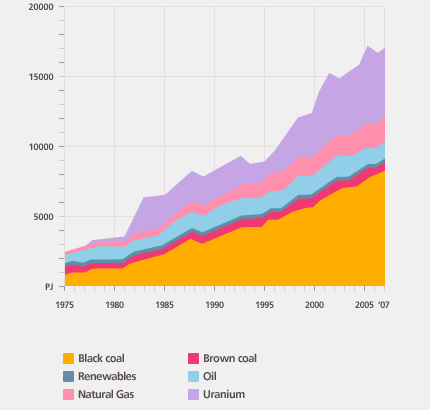 20000
15000
10000
5000
PJ
1975 1980 1985 1990 1995 2000 2005 '07
Black coal Brown coal
Renewables Oil
Natural Gas Uranium